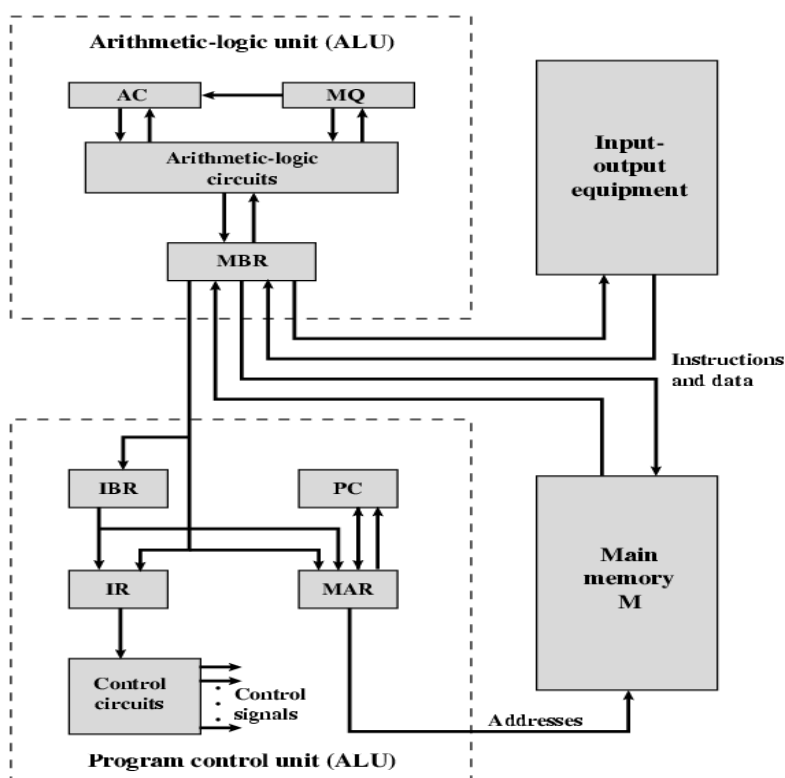 Arithmetic-logic unit (ALU)
AC
MQ
Arithmetic-logic
circuits
MBR
Input-
output
equipment
Instructions
and data
IBR
PC
IR
MAR
Main
memory
M
Control
circuits
Control
signals
Addresses
Program control unit (ALU)